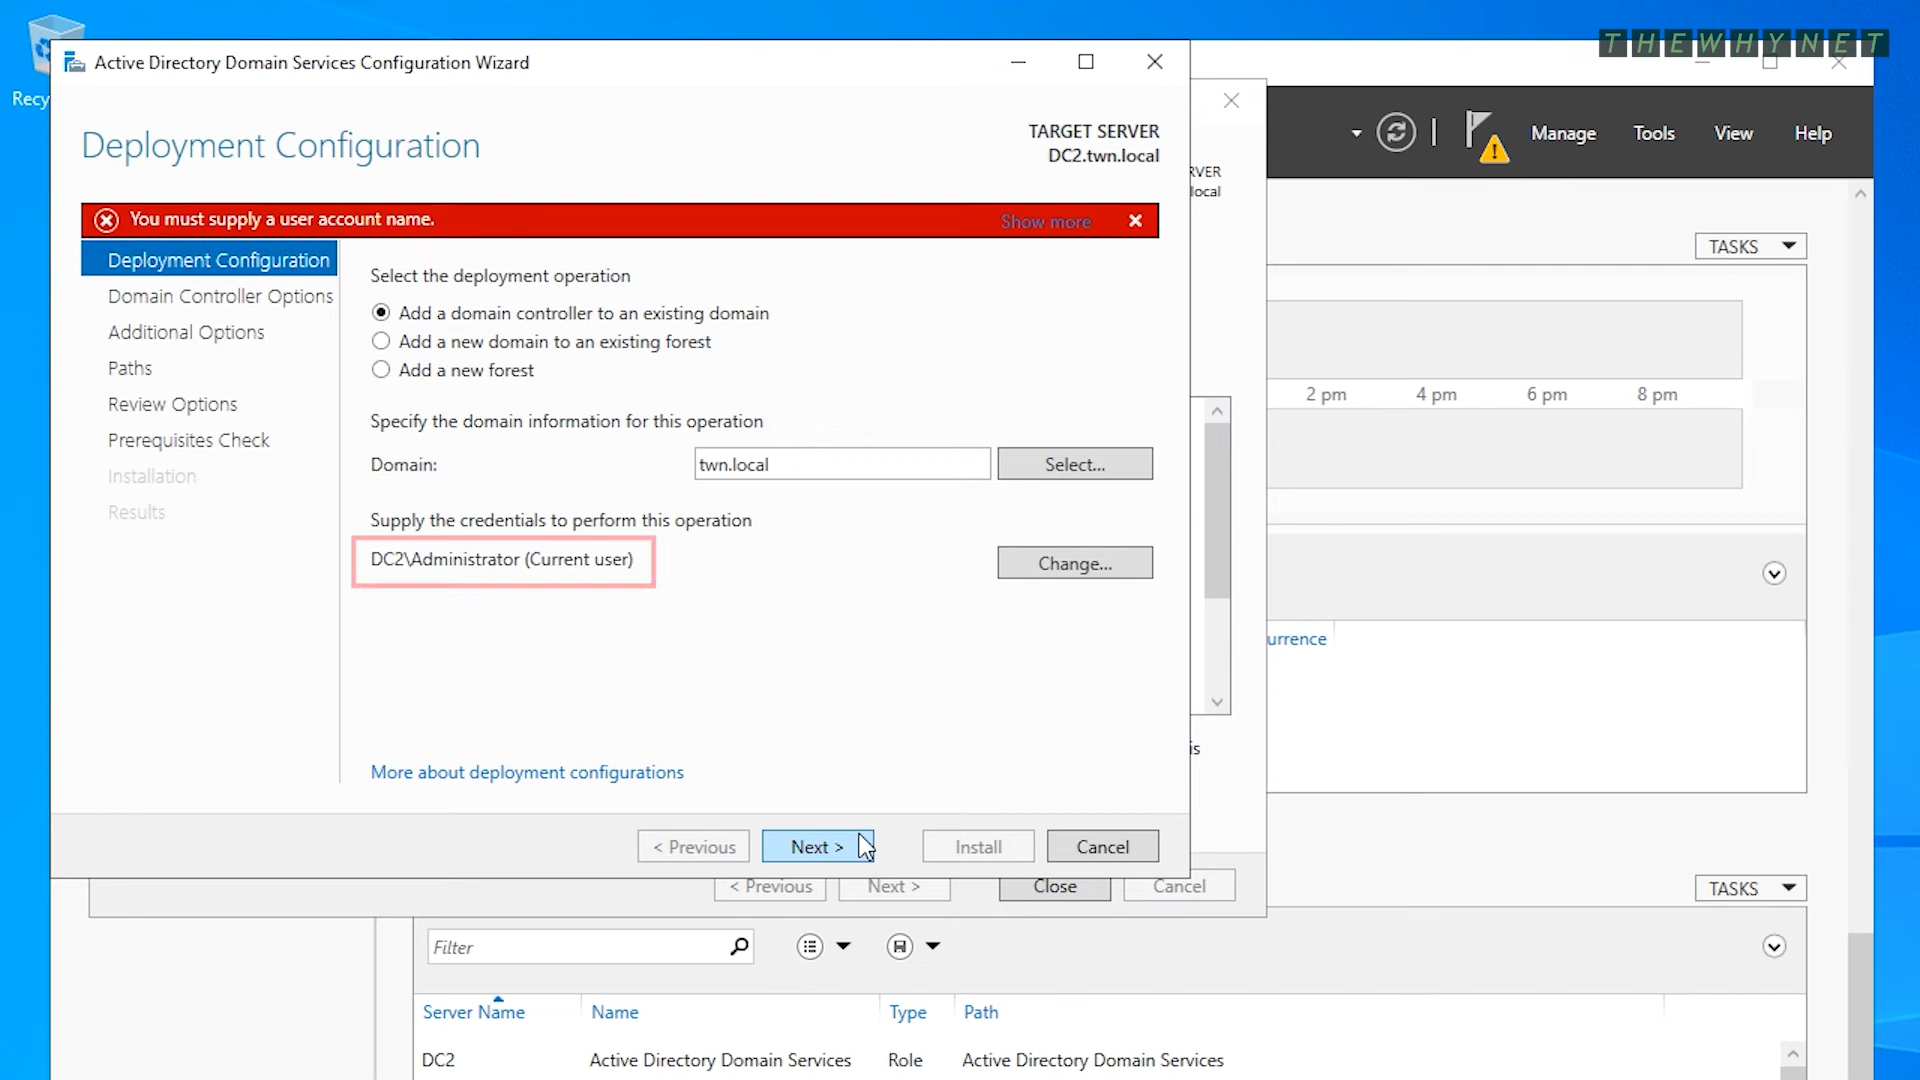 THEWHYNET
Recy
Active Directory Domain Services Configuration Wizard
Deployment Configuration
TARGET SERVER
DC2.twn.local
RVER
local
Manage
Tools
View
Help
You must supply a user account name.
Show more
Deployment Configuration
Domain Controller Options
Additional Options
Paths
Review Options
Prerequisites Check
Installation
Results
Select the deployment operation
Add a domain controller to an existing domain
Add a new domain to an existing forest
Add a new forest
Specify the domain information for this operation
Domain:
twn.local
Select...
Supply the credentials to perform this operation
DC2\Administrator (Current user)
Change...
More about deployment configurations
< Previous
Next >
Install
Cancel
TASKS
2 pm
4 pm
6 pm
8 pm
urrence
is
< Previous
Next >
Close
Cancel
TASKS
Filter
Server Name
Name
Type
Path
DC2
Active Directory Domain Services
Role
Active Directory Domain Services